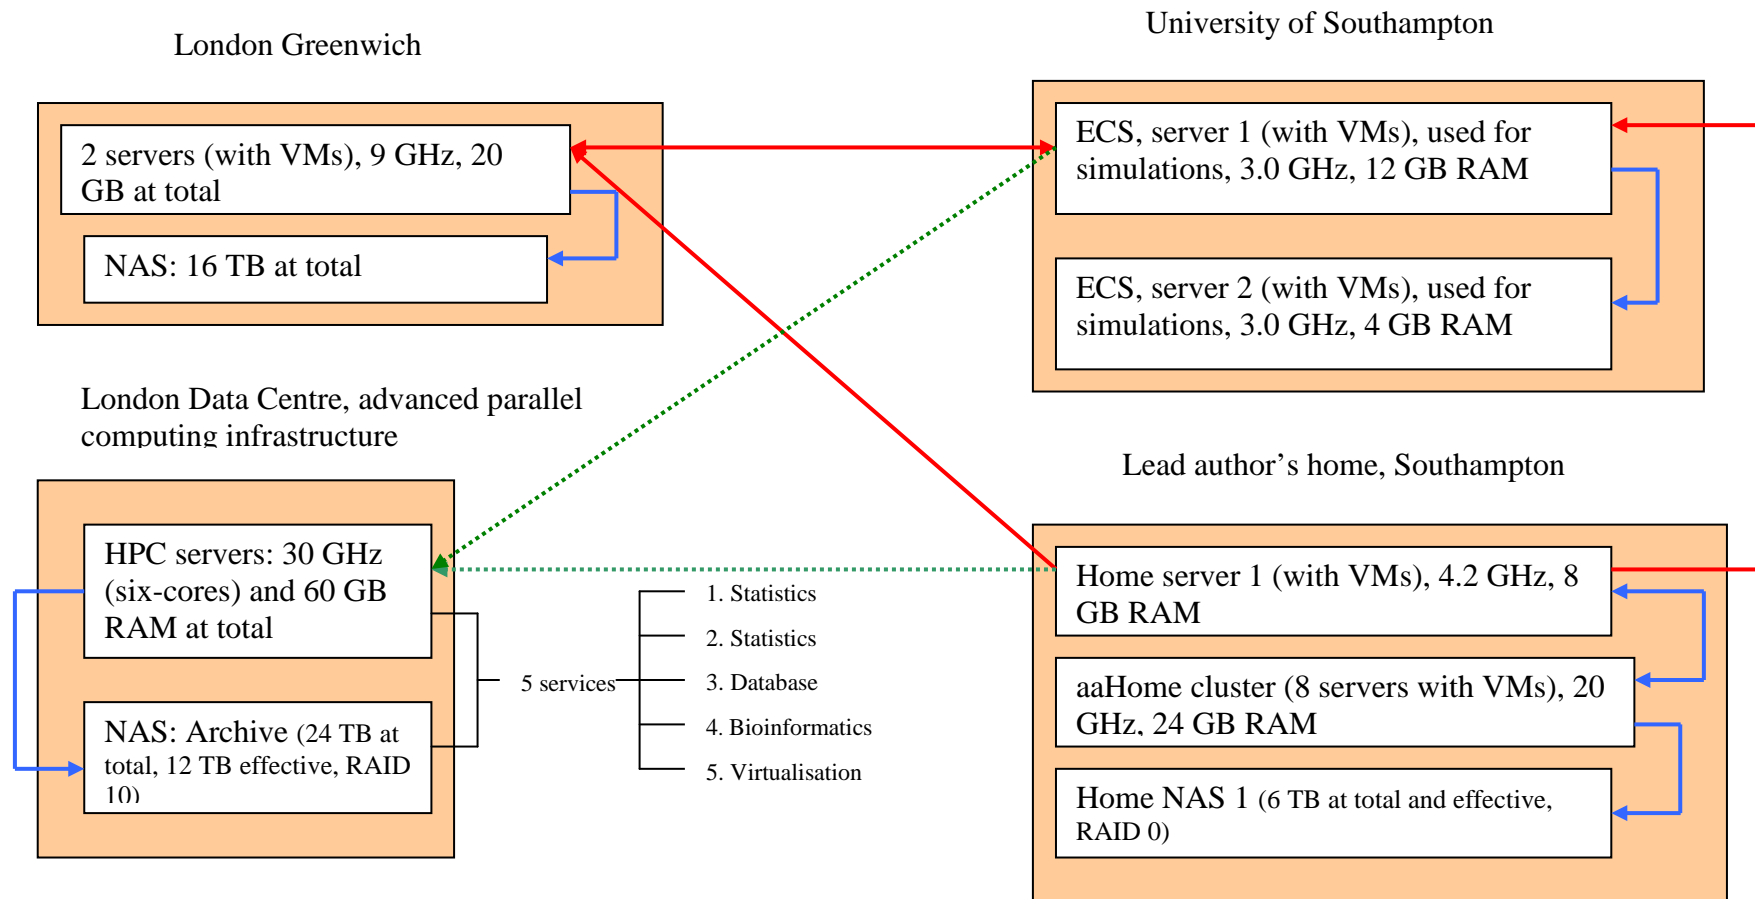 London Greenwich
2 servers (with VMs), 9 GHz, 20
GB at total
NAS: 16 TB at total
University of Southampton
ECS, server 1 (with VMs), used for
simulations, 3.0 GHz, 12 GB RAM
ECS, server 2 (with VMs), used for
simulations, 3.0 GHz, 4 GB RAM
London Data Centre, advanced parallel
computing infrastructure
HPC servers: 30 GHz
(six-cores) and 60 GB
RAM at total
NAS: Archive (24 TB at
total, 12 TB effective, RAID
10)
5 services
1. Statistics
2. Statistics
3. Database
4. Bioinformatics
5. Virtualisation
Lead author’s home, Southampton
Home server 1 (with VMs), 4.2 GHz, 8
GB RAM
aaHome cluster (8 servers with VMs), 20
GHz, 24 GB RAM
Home NAS 1 (6 TB at total and effective,
RAID 0)